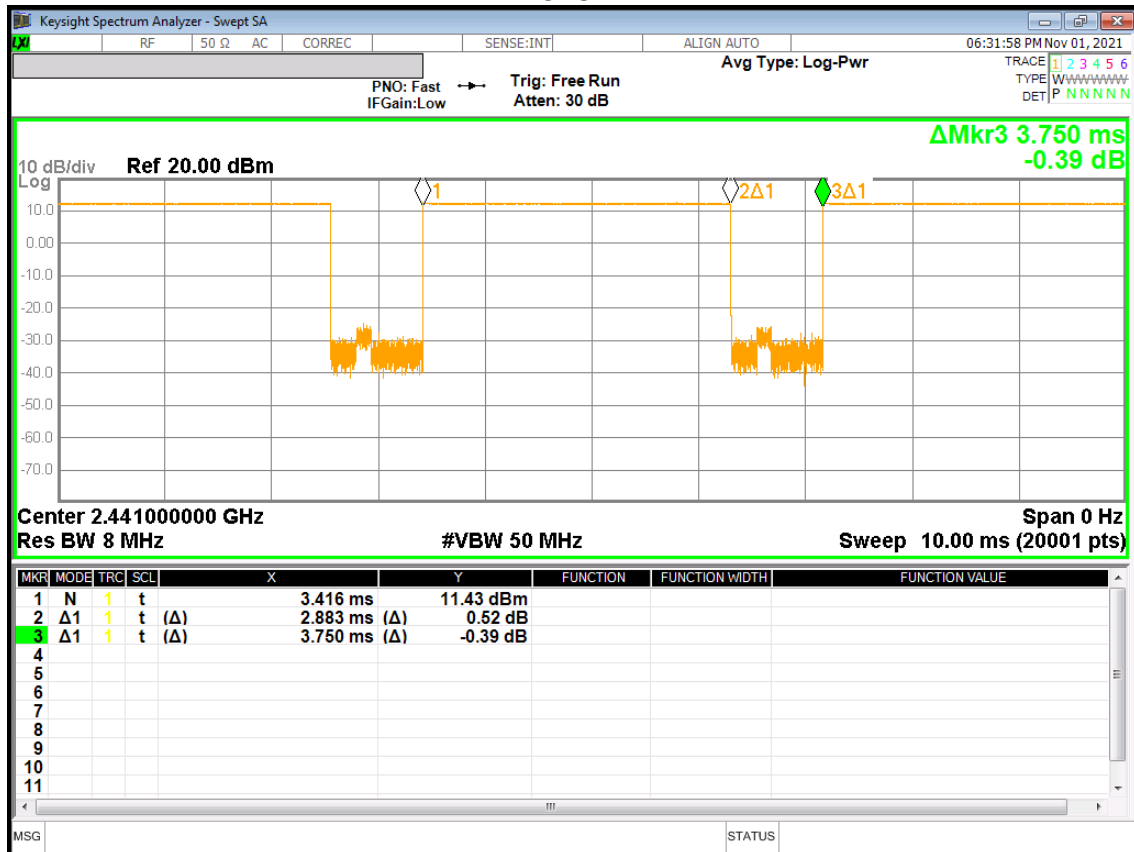 Keysight Spectrum Analyzer - Swept SA
LXI RF 50 Ω AC CORREC SENSE:INT ALIGN AUTO 06:31:58 PM Nov 01, 2021
Avg Type: Log-Pwr TRACE 1 2 3 4 5 6
PNO: Fast Trig: Free Run TYPE W
IFGain:Low Atten: 30 dB DET P N N N N N
ΔMkr3 3.750 ms
-0.39 dB
10 dB/div Ref 20.00 dBm
Log
1 2Δ1 3Δ1
10.0
0.00
-10.0
-20.0
-30.0
-40.0
-50.0
-60.0
-70.0
Center 2.441000000 GHz Span 0 Hz
Res BW 8 MHz #VBW 50 MHz Sweep 10.00 ms (20001 pts)
MKR MODE TRC SCL X Y FUNCTION FUNCTION WIDTH FUNCTION VALUE
1 N 1 t 3.416 ms 11.43 dBm
2 Δ1 1 t (Δ) 2.883 ms (Δ) 0.52 dB
3 Δ1 1 t (Δ) 3.750 ms (Δ) -0.39 dB
4
5
6
7
8
9
10
11
MSG STATUS